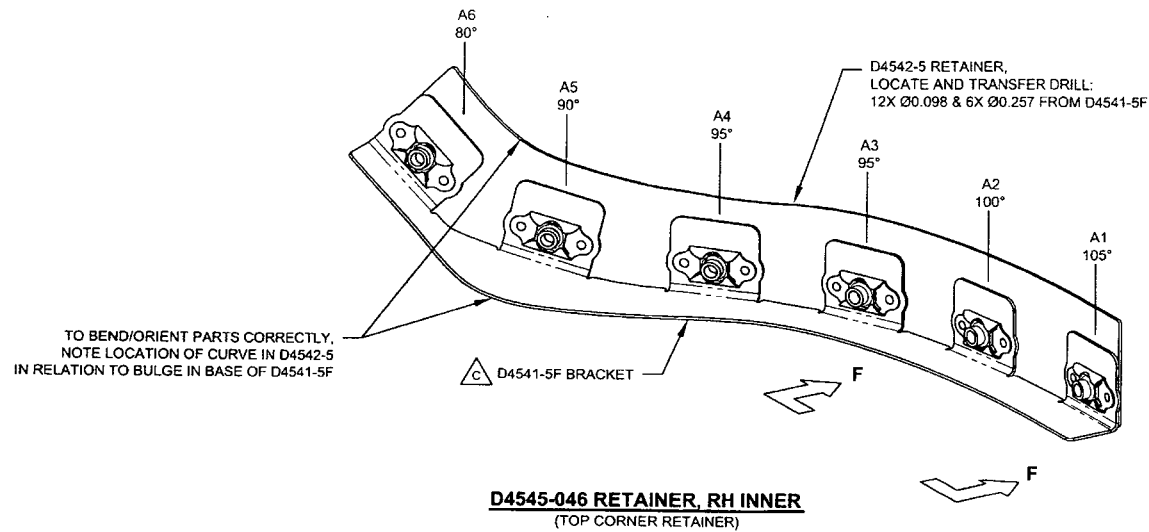 A6
80°
A5
90°
A4
95°
A3
95°
A2
100°
A1
105°
D4542-5 RETAINER,
LOCATE AND TRANSFER DRILL:
12X Ø0.098 & 6X Ø0.257 FROM D4541-5F
TO BEND/ORIENT PARTS CORRECTLY,
NOTE LOCATION OF CURVE IN D4542-5
IN RELATION TO BULGE IN BASE OF D4541-5F
C D4541-5F BRACKET
F
F
D4545-046 RETAINER, RH INNER
(TOP CORNER RETAINER)